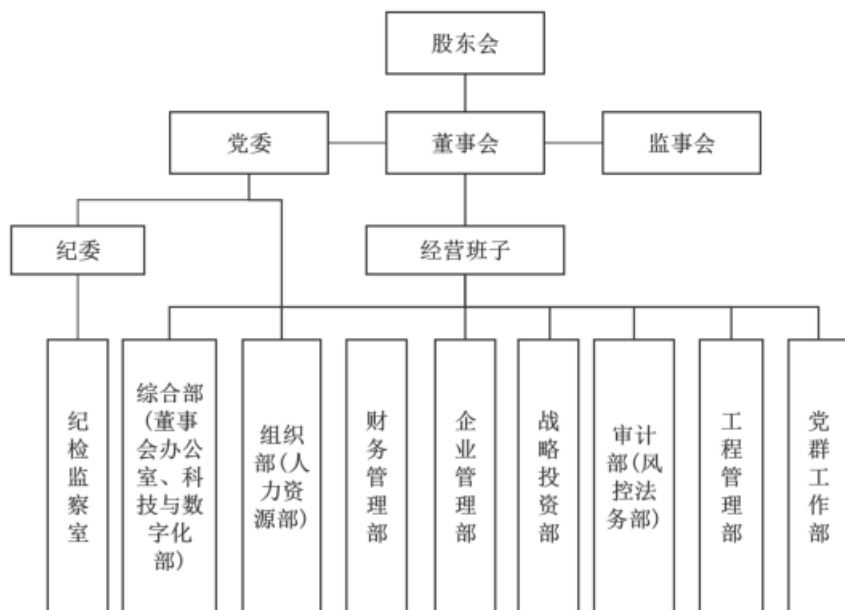 股东会
党委
董事会
监事会
纪委
经营班子
纪检监察室
综合部
(董事
会办公
室、科
技与数
字化
部)
组织
部(人
力资
源部)
财务管理部
企业管理部
战略投资部
审计
部(风
控法
务部)
工程管理部
党群工作部